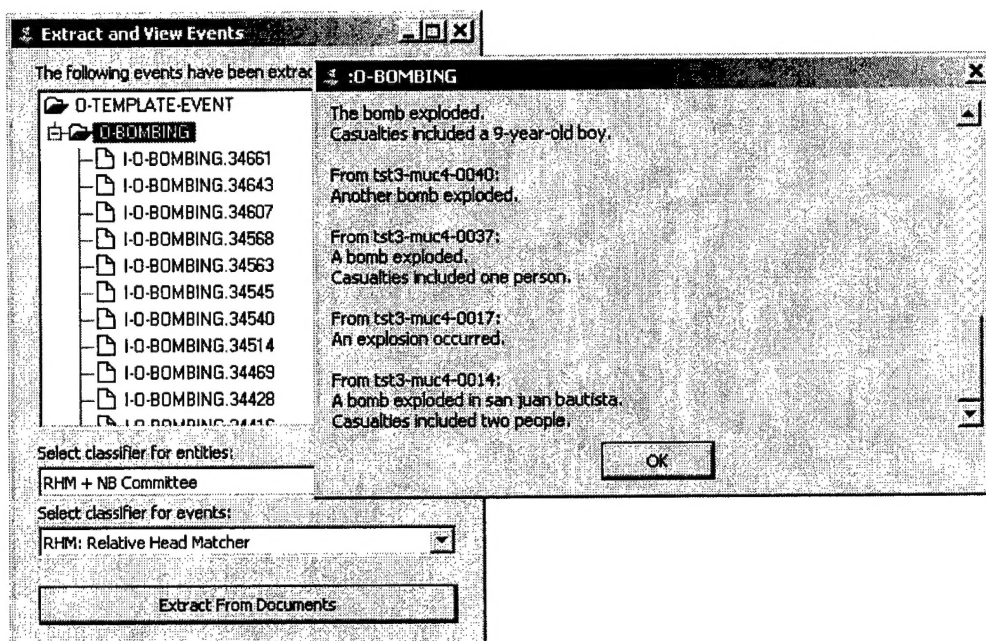 Extract and View Events
The following events have been extrac
O-TEMPLATE-EVENT
O-BOMBING
I-O-BOMBING.34661
I-O-BOMBING.34643
I-O-BOMBING.34607
I-O-BOMBING.34568
I-O-BOMBING.34563
I-O-BOMBING.34545
I-O-BOMBING.34540
I-O-BOMBING.34514
I-O-BOMBING.34469
I-O-BOMBING.34428
Select classifier for entities:
RHM + NB Committee
Select classifier for events:
RHM: Relative Head Matcher
Extract From Documents
:O-BOMBING
The bomb exploded.
Casualties included a 9-year-old boy.
From tst3-muc4-0040:
Another bomb exploded.
From tst3-muc4-0037:
A bomb exploded.
Casualties included one person.
From tst3-muc4-0017:
An explosion occurred.
From tst3-muc4-0014:
A bomb exploded in san juan bautista.
Casualties included two people.
OK